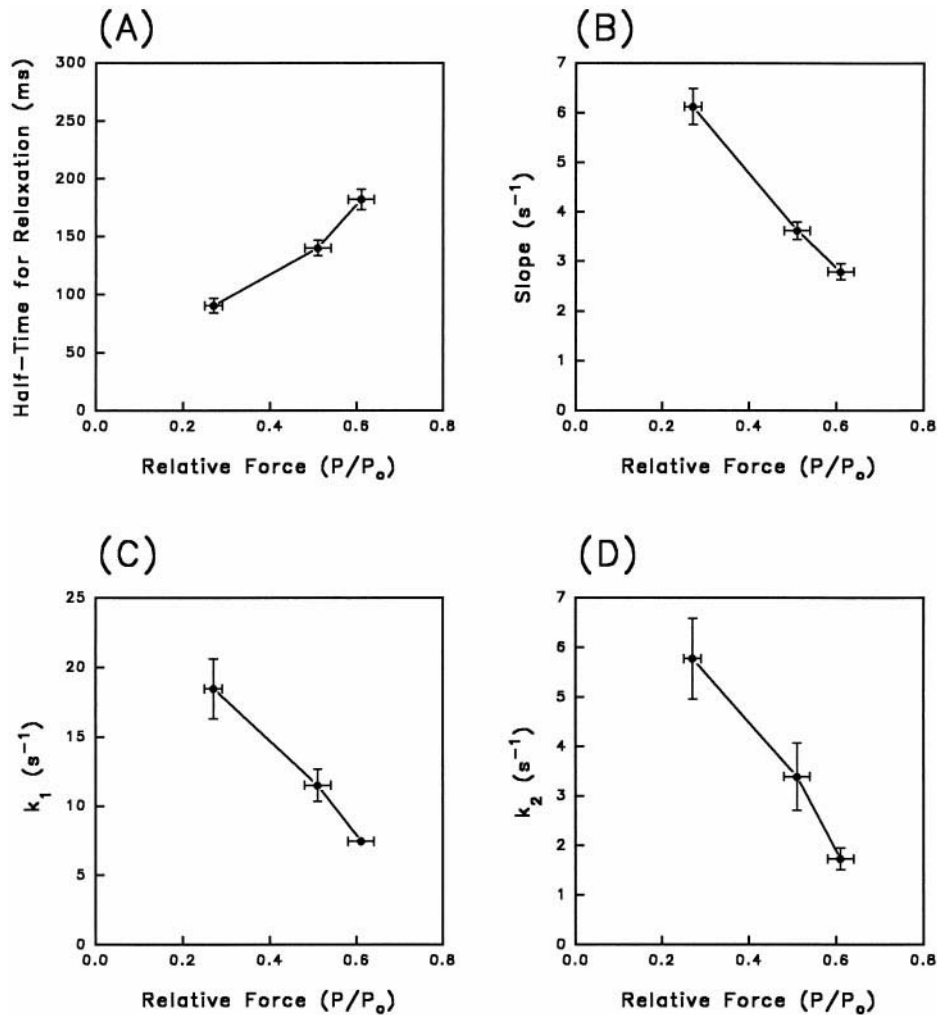 (A)
Half-Time for Relaxation (ms)
300
250
200
150
100
50
0
0.0 0.2 0.4 0.6 0.8
Relative Force (P/Po)
(B)
Slope (s-1)
7
6
5
4
3
2
1
0
0.0 0.2 0.4 0.6 0.8
Relative Force (P/Po)
(C)
k1 (s-1)
25
20
15
10
5
0
0.0 0.2 0.4 0.6 0.8
Relative Force (P/Po)
(D)
k2 (s-1)
7
6
5
4
3
2
1
0
0.0 0.2 0.4 0.6 0.8
Relative Force (P/Po)